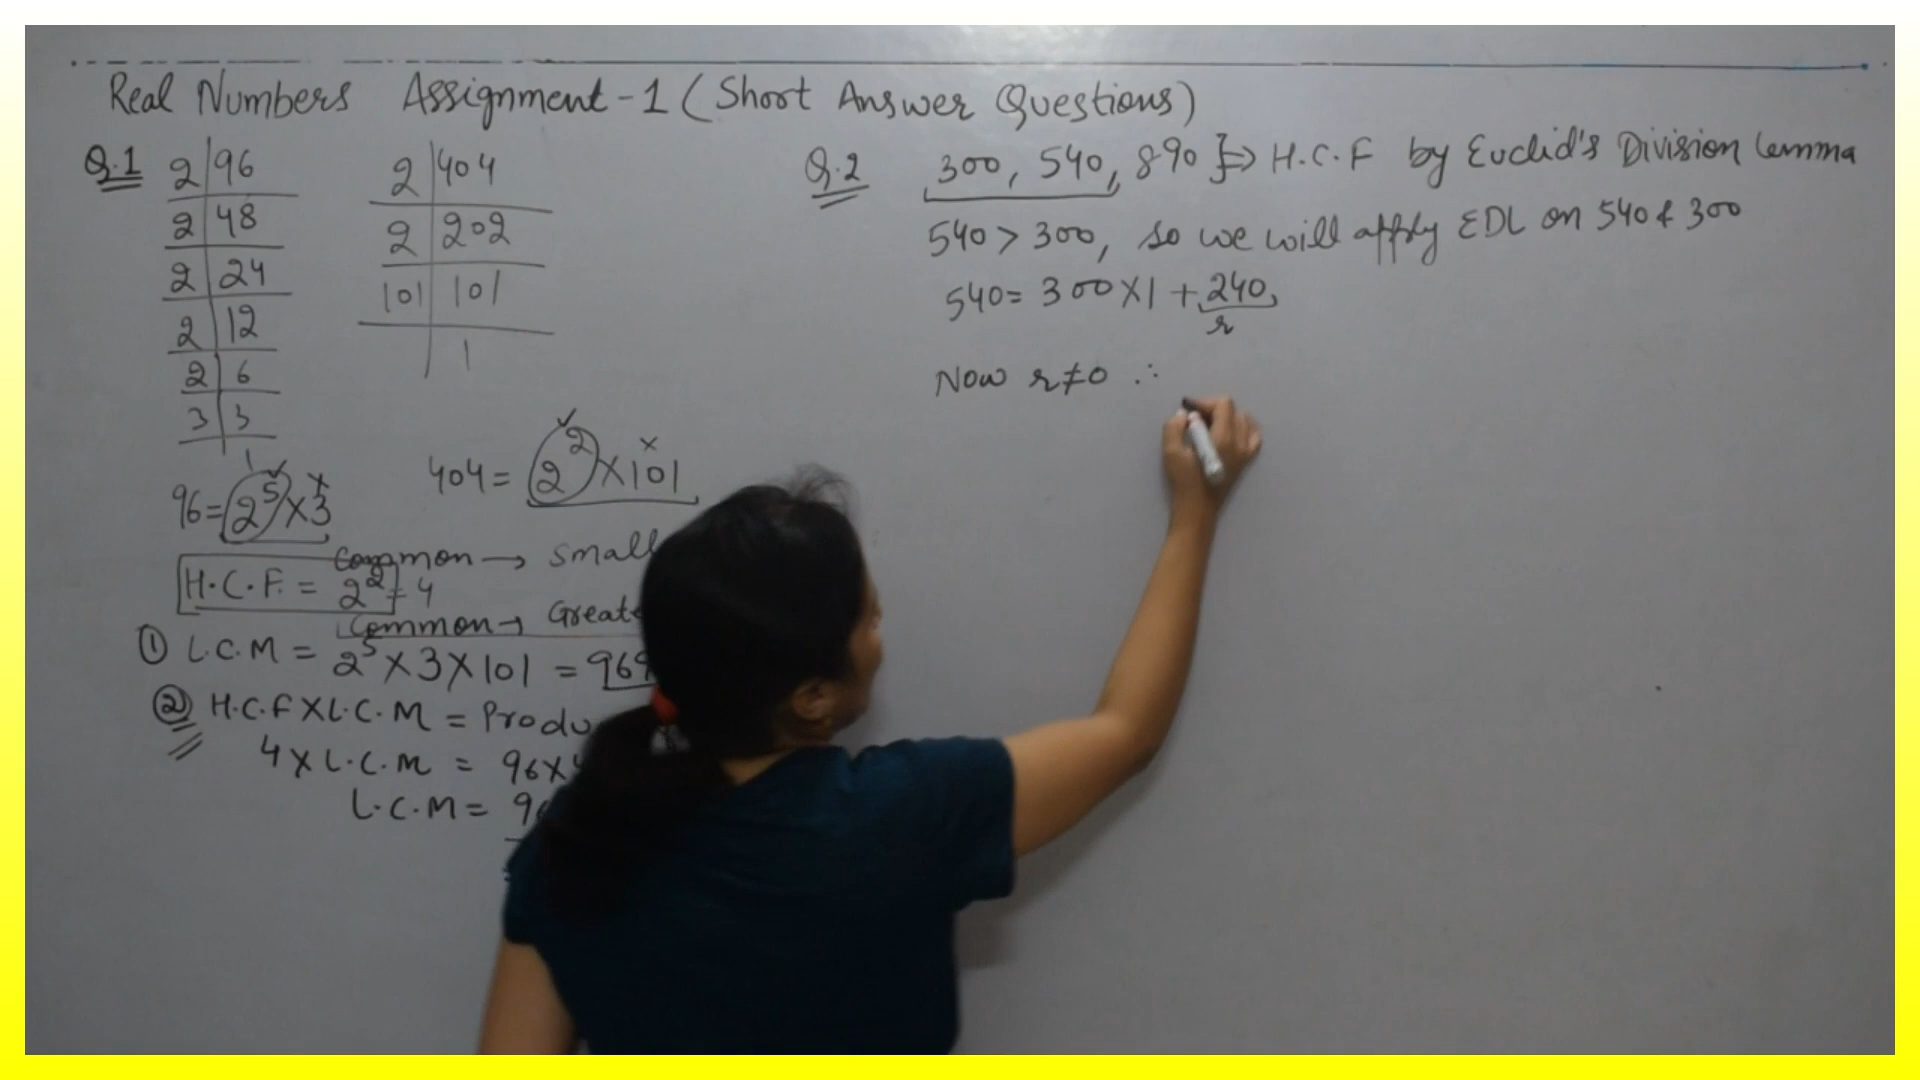 Real Numbers Assignment-1 (Short Answer Questions)
Q.1
2 | 96
2 | 48
2 | 24
2 | 12
2 | 6
3 | 3
1
2 | 404
2 | 202
101 | 101
1
96 = 2⁵ × 3
404 = 2² × 101
Common → Small
H.C.F. = 2² = 4
Common → Greate
① L.C.M = 2⁵ × 3 × 101 = 969
② H.C.F × L.C.M = Produ
4 × L.C.M = 96 ×
L.C.M =
Q.2 300, 540, 890 }⇒ H.C.F by Euclid's Division Lemma
540 > 300, so we will apply EDL on 540 & 300
540 = 300 × 1 + 240
r
Now r ≠ 0 ∴